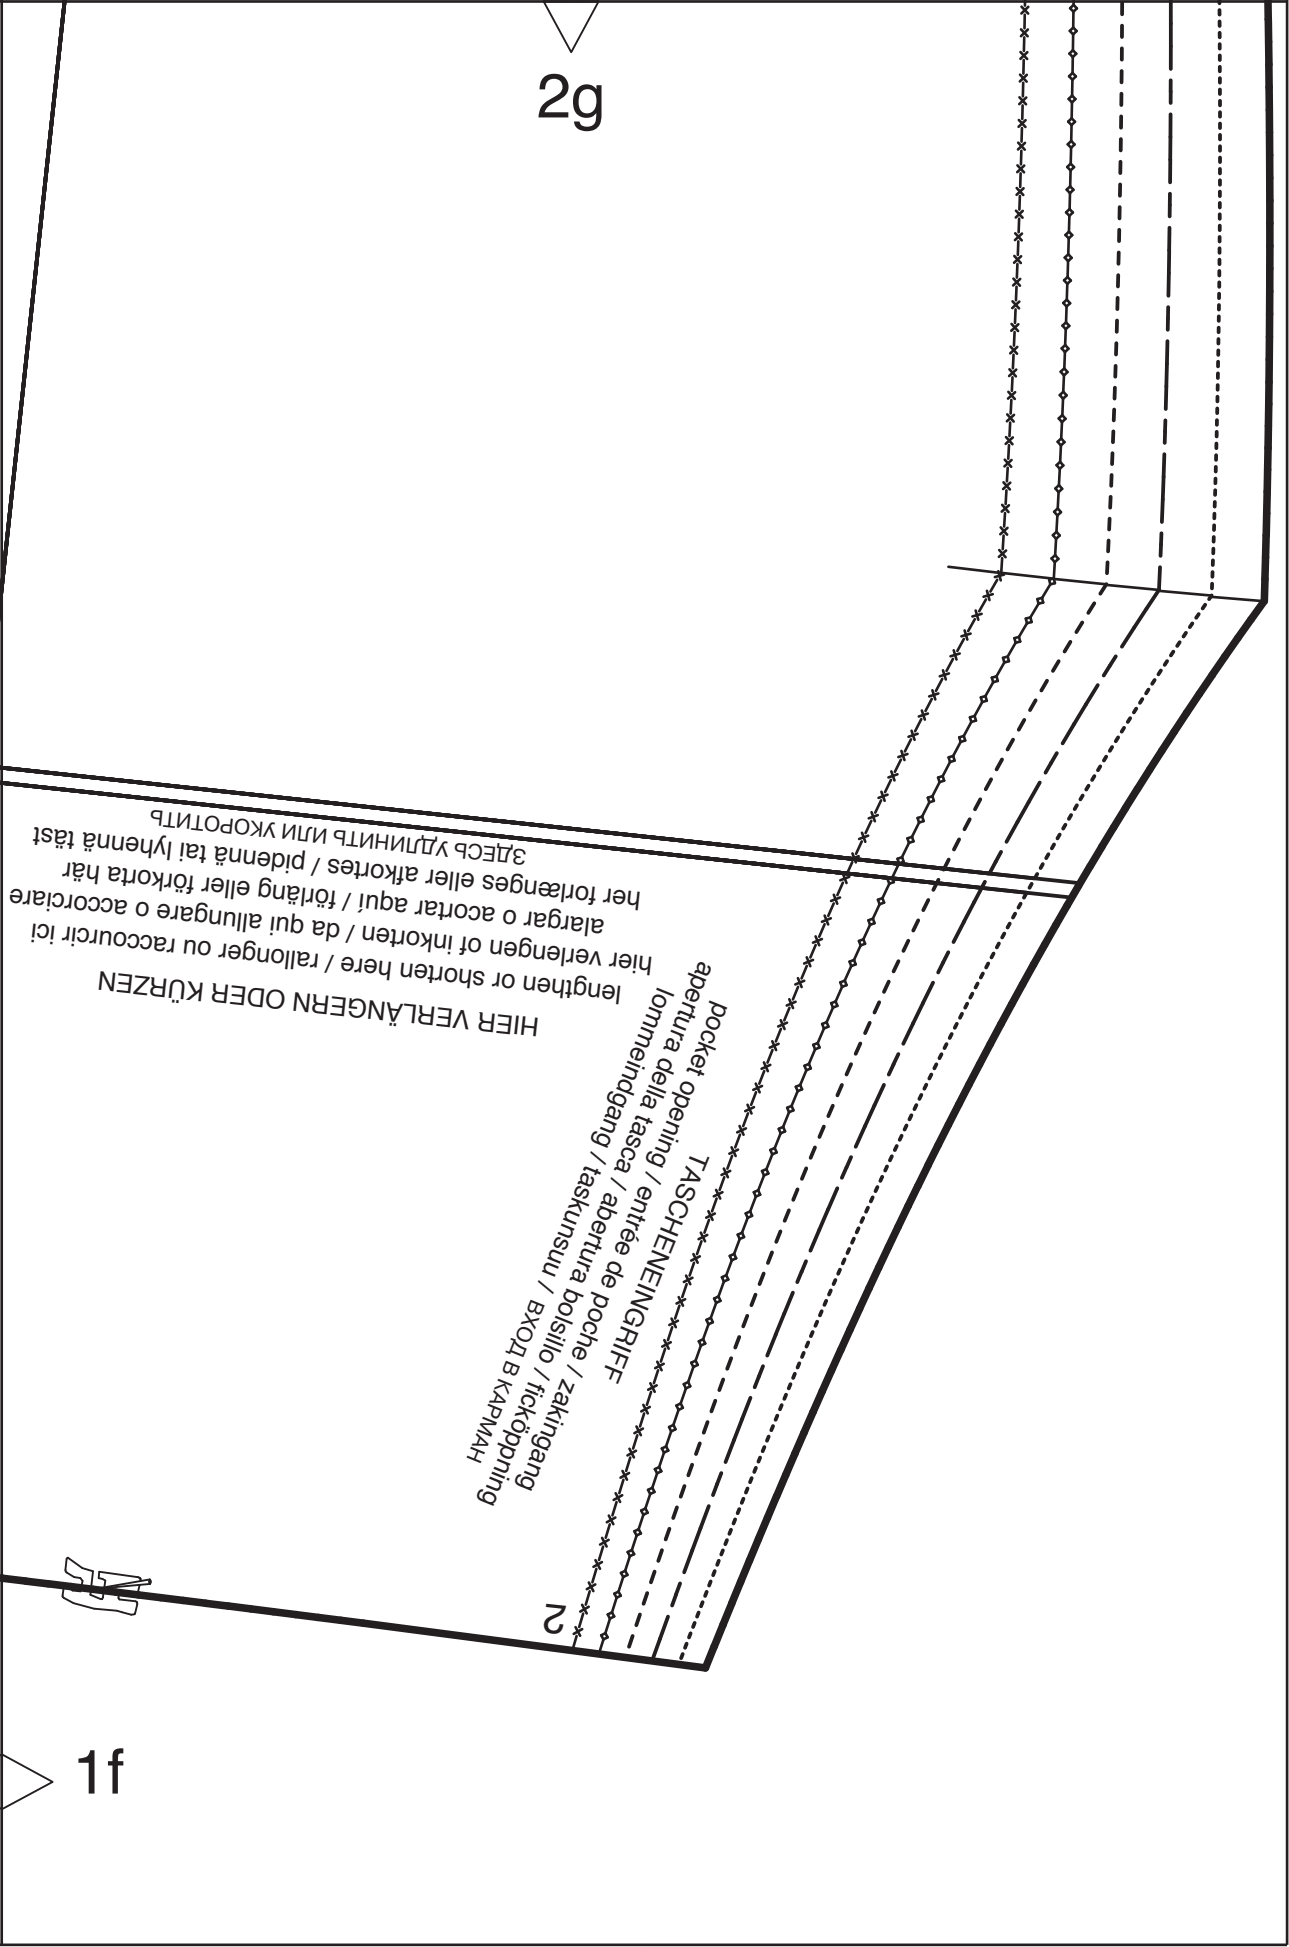 2g
HIER VERLÄNGERN ODER KÜRZEN
lengthen or shorten here / rallonger ou raccourcir ici
hier verlengen of inkorten / da qui allungare o accorciare
alargar o acortar aquí / förläng eller förkorta här
her forlænges eller afkortes / pidennä tai lyhennä täst
ЗДЕСЬ УДЛИНИТЬ ИЛИ УКОРОТИТЬ
TASCHENEINGRIFF
pocket opening / entrée de poche / zakingang
apertura della tasca / abertura bolsillo / ficköppning
lommeindgang / taskunsuu / ВХОД В КАРМАН
2
1f